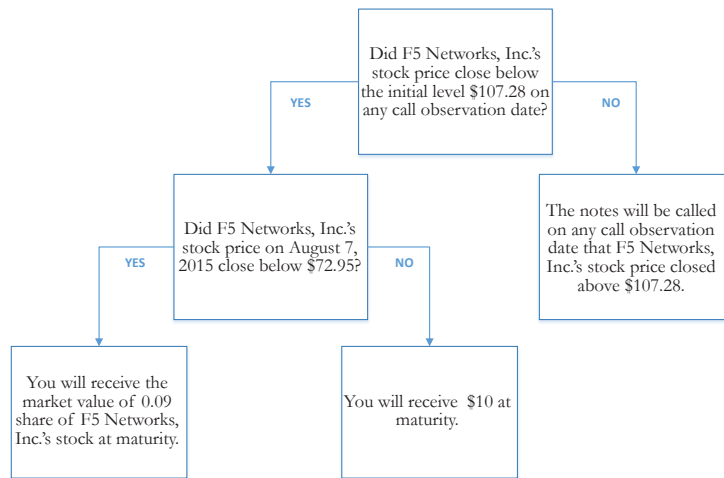 Did F5 Networks, Inc.'s
stock price close below
the initial level $107.28 on
any call observation date?
YES
NO
Did F5 Networks, Inc.'s
stock price on August 7,
2015 close below $72.95?
The notes will be called
on any call observation
date that F5 Networks,
Inc.'s stock price closed
above $107.28.
YES
NO
You will receive the
market value of 0.09
share of F5 Networks,
Inc.'s stock at maturity.
You will receive $10 at
maturity.